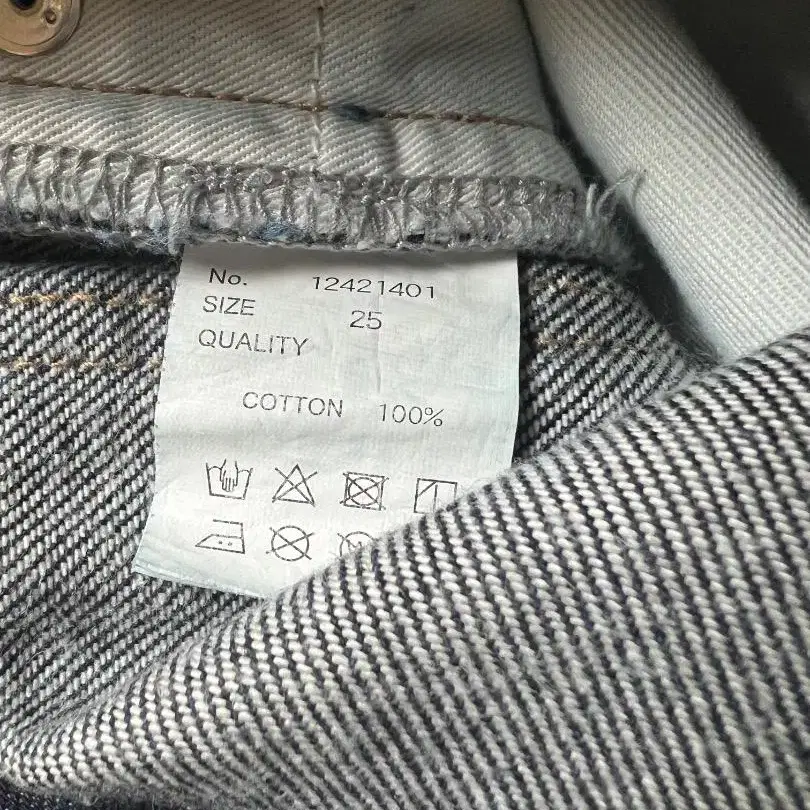 No. 12421401
SIZE 25
QUALITY
COTTON 100%